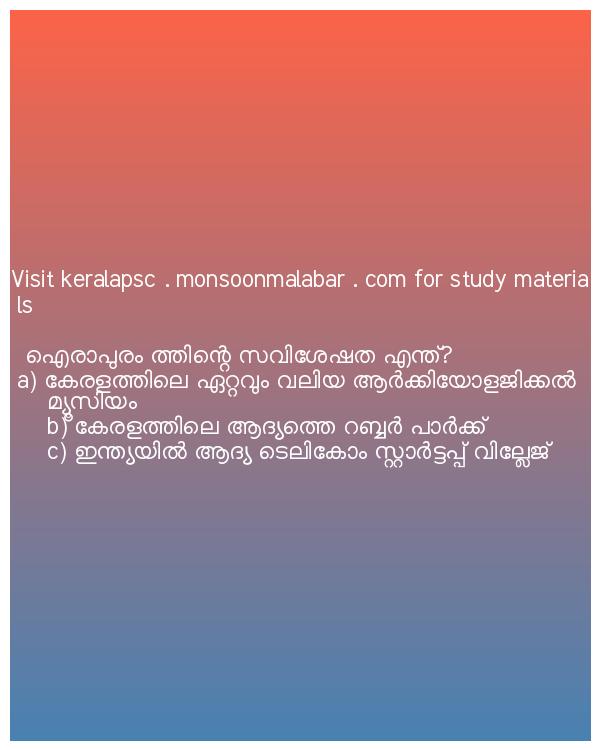 Visit keralapsc . monsoonmalabar . com for study materia
ls
ഐരാപുരം ത്തിന്റെ സവിശേഷത എന്ത്?
a) കേരളത്തിലെ ഏറ്റവും വലിയ ആർക്കിയോളജിക്കൽ
മ്യൂസിയം
b) കേരളത്തിലെ ആദ്യത്തെ റബ്ബർ പാർക്ക്
c) ഇന്ത്യയിൽ ആദ്യ ടെലികോം സ്റ്റാർട്ടപ്പ് വില്ലേജ്